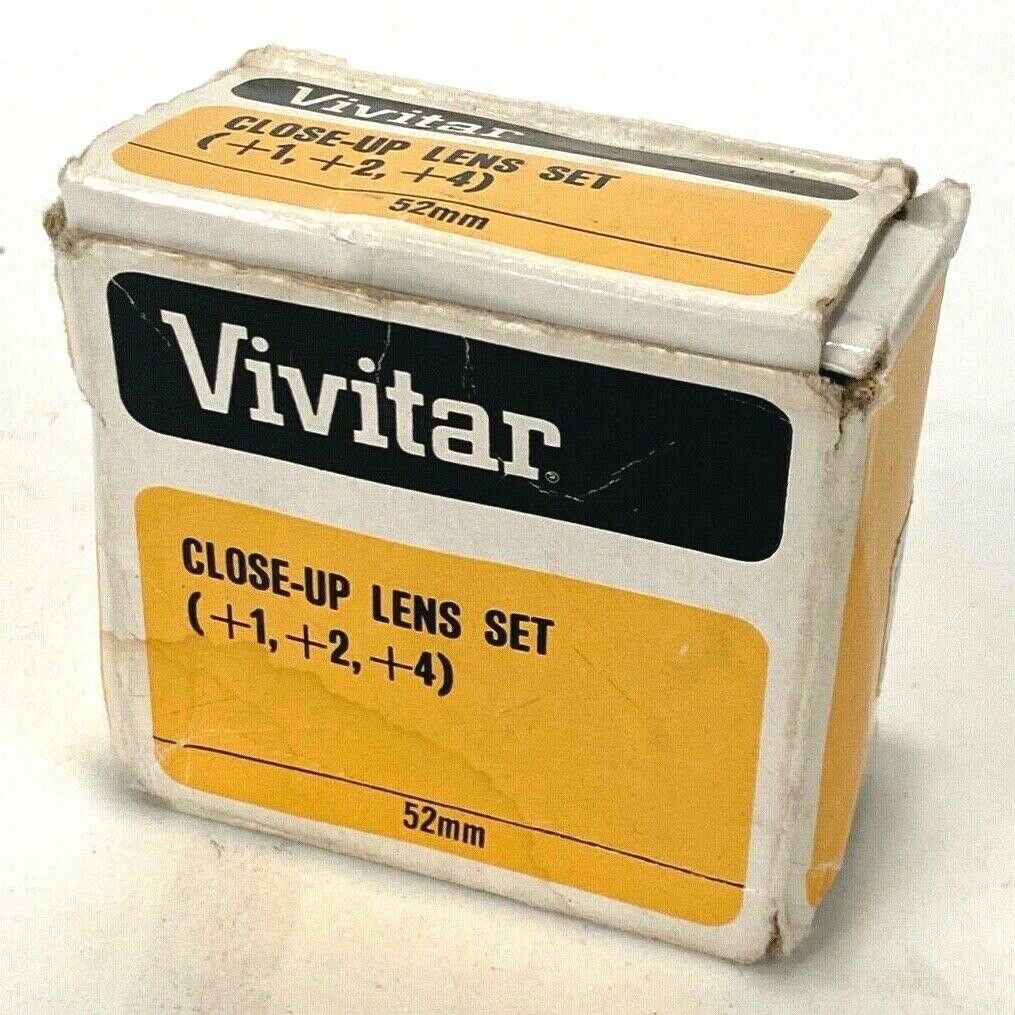 Vivitar
CLOSE-UP LENS SET
(+1, +2, +4)
52mm
Vivitar®
CLOSE-UP LENS SET
(+1, +2, +4)
52mm